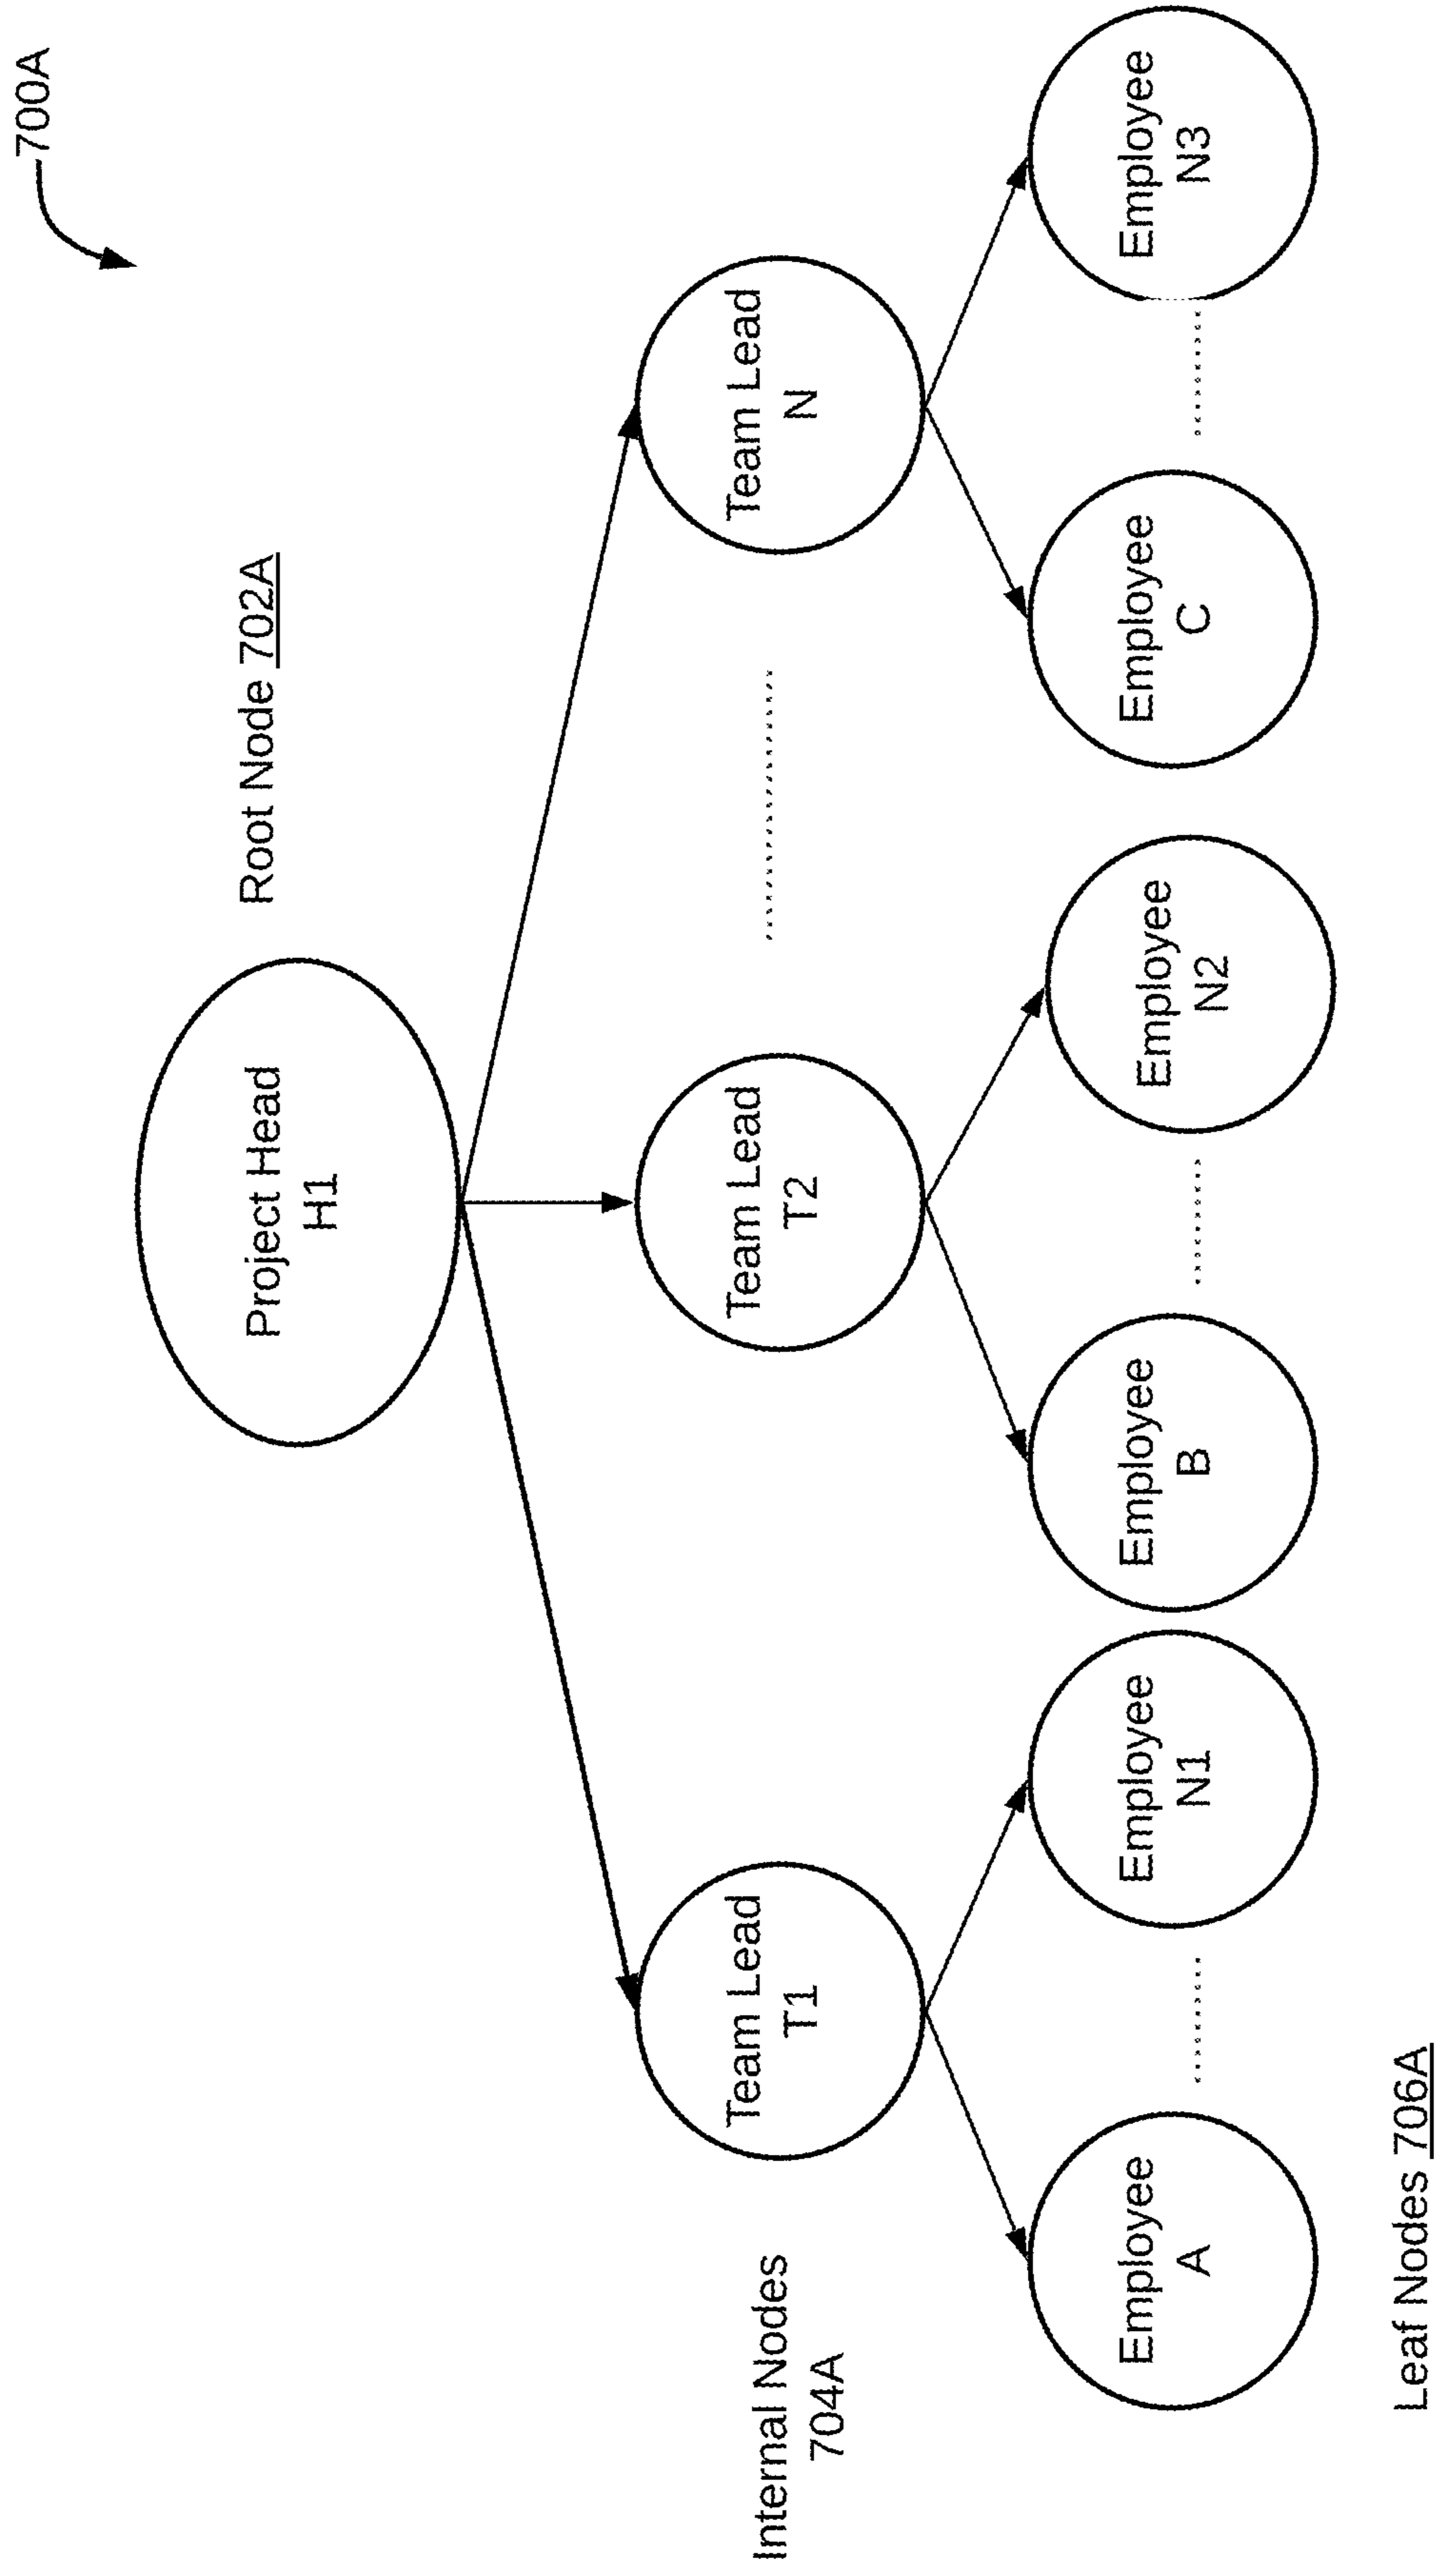 700A
Root Node 702A
Project Head
H1
Internal Nodes
704A
Team Lead
T1
Team Lead
T2
Team Lead
N
Employee
A
Employee
N1
Employee
B
Employee
N2
Employee
C
Employee
N3
Leaf Nodes 706A